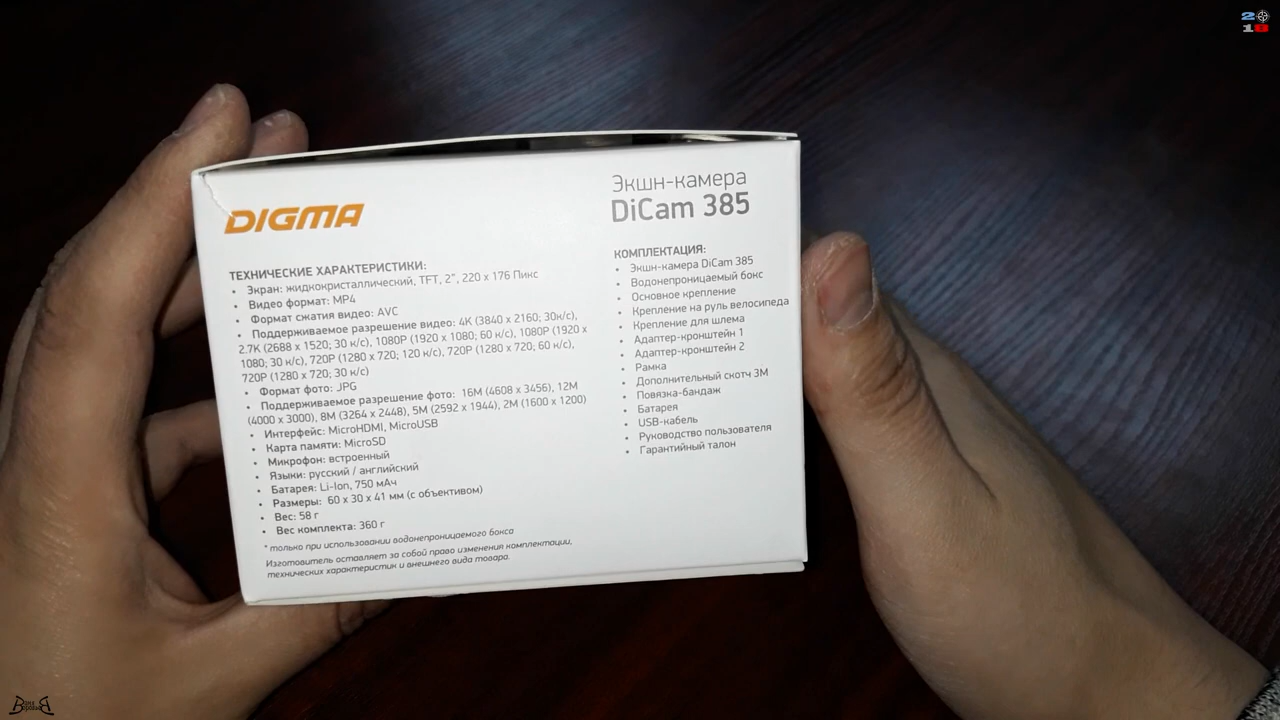 20
18
DIGMA
Экшн-камера
DiCam 385
ТЕХНИЧЕСКИЕ ХАРАКТЕРИСТИКИ:
• Экран: жидкокристаллический, TFT, 2", 220 x 176 Пикс
• Видео формат: MP4
• Формат сжатия видео: AVC
• Поддерживаемое разрешение видео: 4K (3840 x 2160; 30к/с),
2.7K (2688 x 1520; 30 к/с), 1080P (1920 x 1080; 60 к/с), 1080P (1920 x
1080; 30 к/с), 720P (1280 x 720; 120 к/с), 720P (1280 x 720; 60 к/с),
720P (1280 x 720; 30 к/с)
• Формат фото: JPG
• Поддерживаемое разрешение фото: 16M (4608 x 3456), 12M
(4000 x 3000), 8M (3264 x 2448), 5M (2592 x 1944), 2M (1600 x 1200)
• Интерфейс: MicroHDMI, MicroUSB
• Карта памяти: MicroSD
• Микрофон: встроенный
• Языки: русский / английский
• Батарея: Li-Ion, 750 мАч
• Размеры: 60 x 30 x 41 мм (с объективом)
• Вес: 58 г
• Вес комплекта: 360 г
* только при использовании водонепроницаемого бокса
Изготовитель оставляет за собой право изменения комплектации,
технических характеристик и внешнего вида товара.
КОМПЛЕКТАЦИЯ:
• Экшн-камера DiCam 385
• Водонепроницаемый бокс
• Основное крепление
• Крепление на руль велосипеда
• Крепление для шлема
• Адаптер-кронштейн 1
• Адаптер-кронштейн 2
• Рамка
• Дополнительный скотч 3М
• Повязка-бандаж
• Батарея
• USB-кабель
• Руководство пользователя
• Гарантийный талон